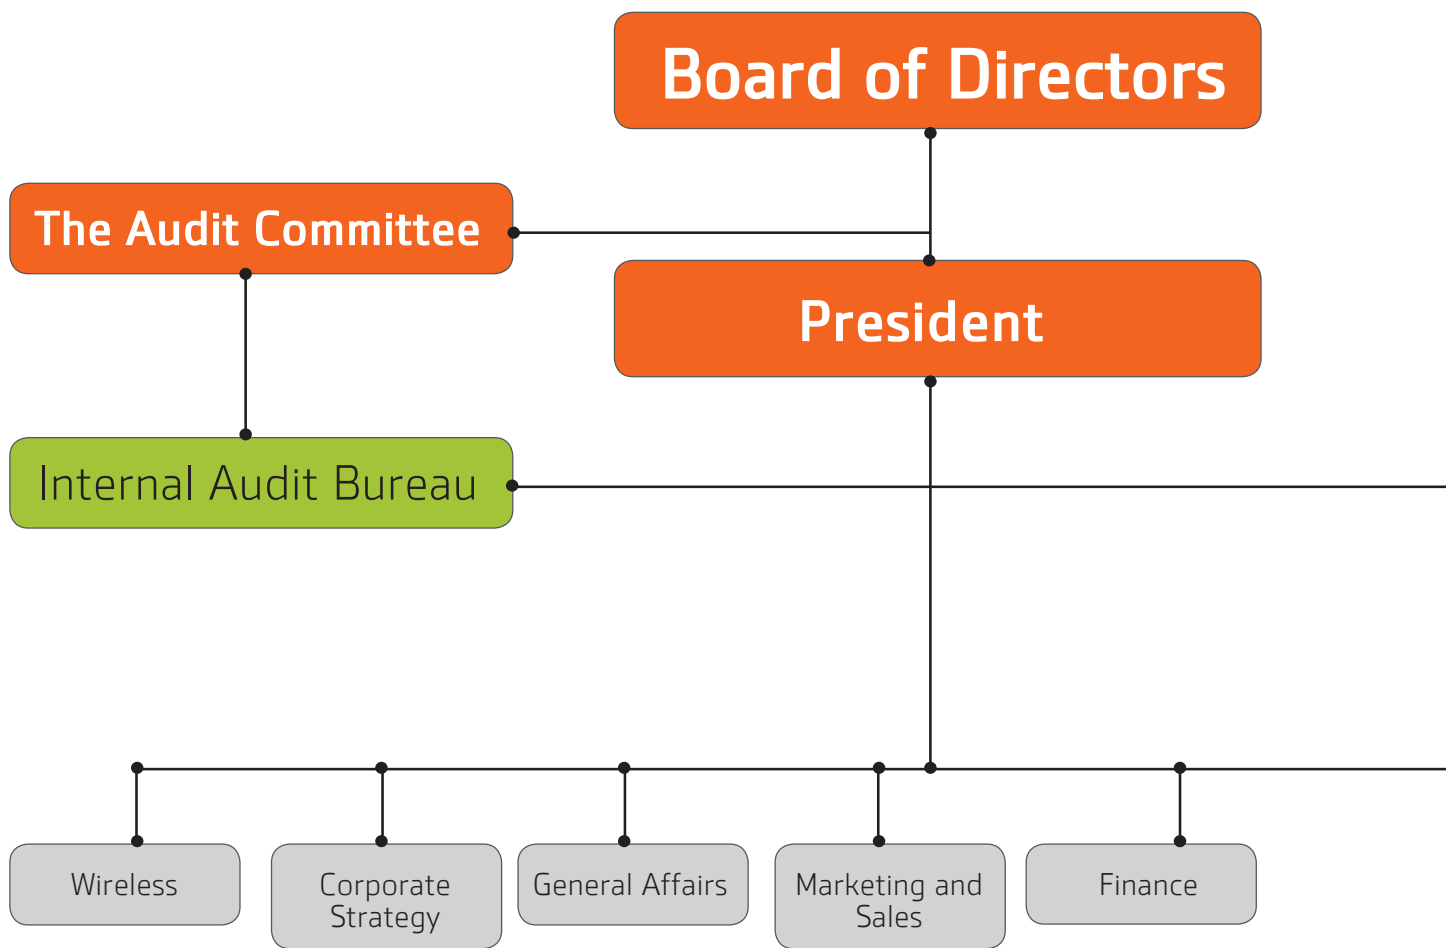 Board of Directors
The Audit Committee
President
Internal Audit Bureau
Wireless
Corporate
Strategy
General Affairs
Marketing and
Sales
Finance